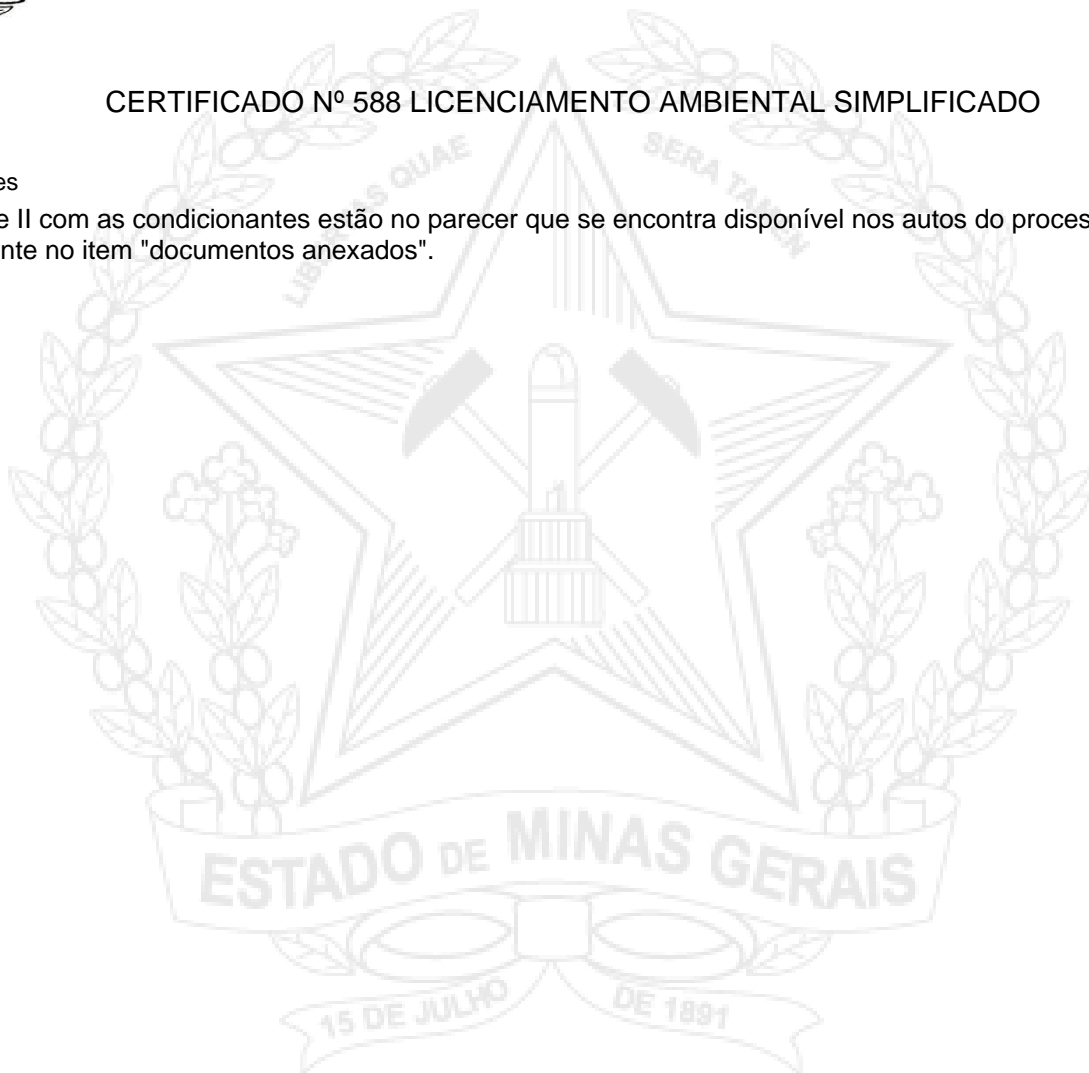 CERTIFICADO Nº 588 LICENCIAMENTO AMBIENTAL SIMPLIFICADO
es
e II com as condicionantes estão no parecer que se encontra disponível nos autos do proces
nte no item "documentos anexados".
LIBERTAS QUAE SERA TAMEN
ESTADO DE MINAS GERAIS
15 DE JULHO DE 1891